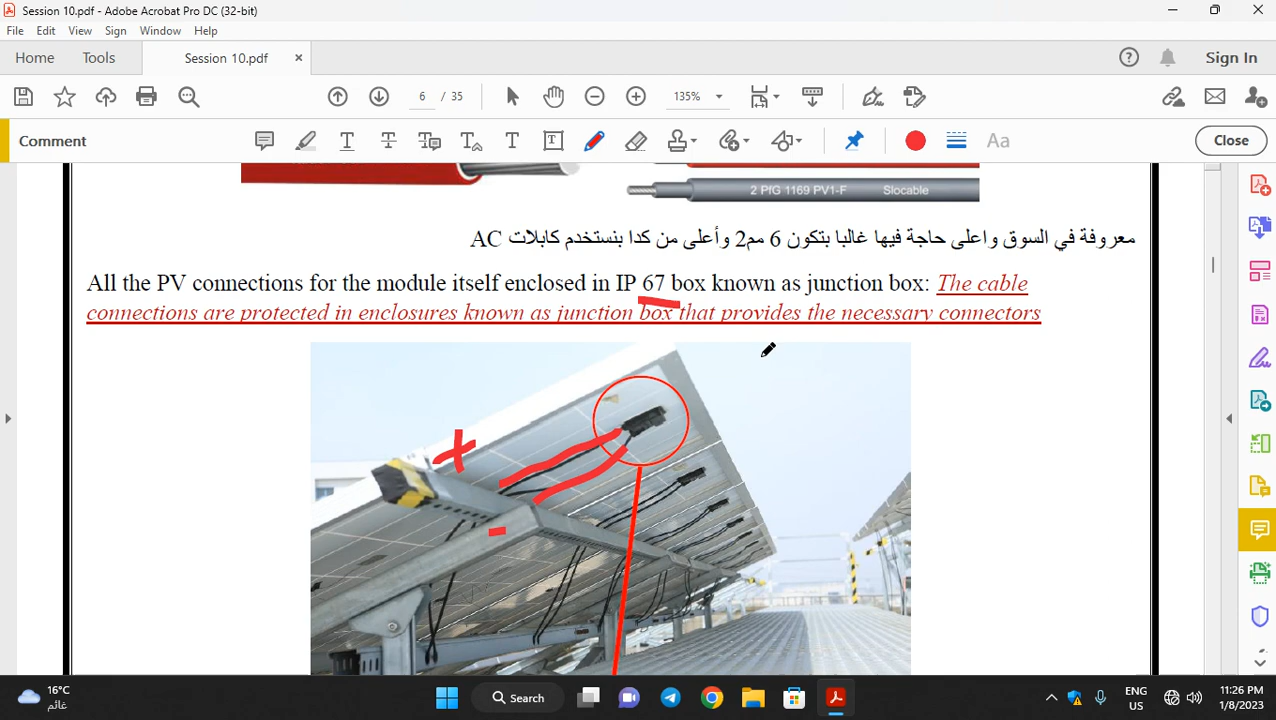 Session 10.pdf - Adobe Acrobat Pro DC (32-bit)
File Edit View Sign Window Help
Home Tools Session 10.pdf × Sign In
6 / 35 135%
Comment Aa Close
2 PfG 1169 PV1-F Slocable
معروفة في السوق واعلى حاجة فيها غالبا بتكون 6 مم2 وأعلى من كدا بنستخدم كابلات AC
All the PV connections for the module itself enclosed in IP 67 box known as junction box: The cable
connections are protected in enclosures known as junction box that provides the necessary connectors
+
-
16°C
غائم
Search
ENG
US
11:26 PM
1/8/2023